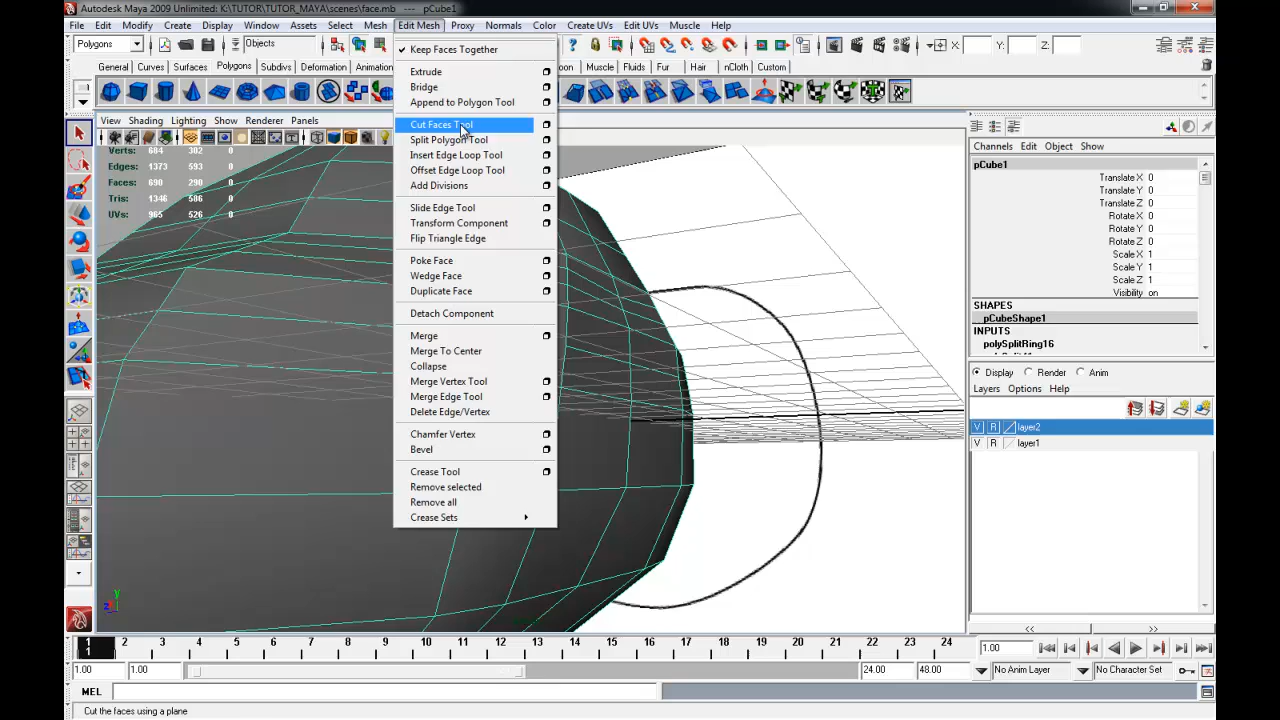 Autodesk Maya 2009 Unlimited: K:\TUTOR\TUTOR_MAYA\scenes\face.mb --- pCube1
File Edit Modify Create Display Window Assets Select Mesh Edit Mesh Proxy Normals Color Create UVs Edit UVs Muscle Help
Polygons Objects X: Y: Z:
General Curves Surfaces Polygons Subdivs Deformation Animation Muscle Fluids Fur Hair nCloth Custom
View Shading Lighting Show Renderer Panels
Verts: 684 302 0
Edges: 1373 593 0
Faces: 690 290 0
Tris: 1346 586 0
UVs: 965 526 0
Keep Faces Together
Extrude
Bridge
Append to Polygon Tool
Cut Faces Tool
Split Polygon Tool
Insert Edge Loop Tool
Offset Edge Loop Tool
Add Divisions
Slide Edge Tool
Transform Component
Flip Triangle Edge
Poke Face
Wedge Face
Duplicate Face
Detach Component
Merge
Merge To Center
Collapse
Merge Vertex Tool
Merge Edge Tool
Delete Edge/Vertex
Chamfer Vertex
Bevel
Crease Tool
Remove selected
Remove all
Crease Sets
Channels Edit Object Show
pCube1
Translate X 0
Translate Y 0
Translate Z 0
Rotate X 0
Rotate Y 0
Rotate Z 0
Scale X 1
Scale Y 1
Scale Z 1
Visibility on
SHAPES
pCubeShape1
INPUTS
polySplitRing16
Display Render Anim
Layers Options Help
V R layer2
V R layer1
y
z
1 2 3 4 5 6 7 8 9 10 11 12 13 14 15 16 17 18 19 20 21 22 23 24
1
1.00
1.00 1.00 24.00 48.00 No Anim Layer No Character Set
MEL
Cut the faces using a plane